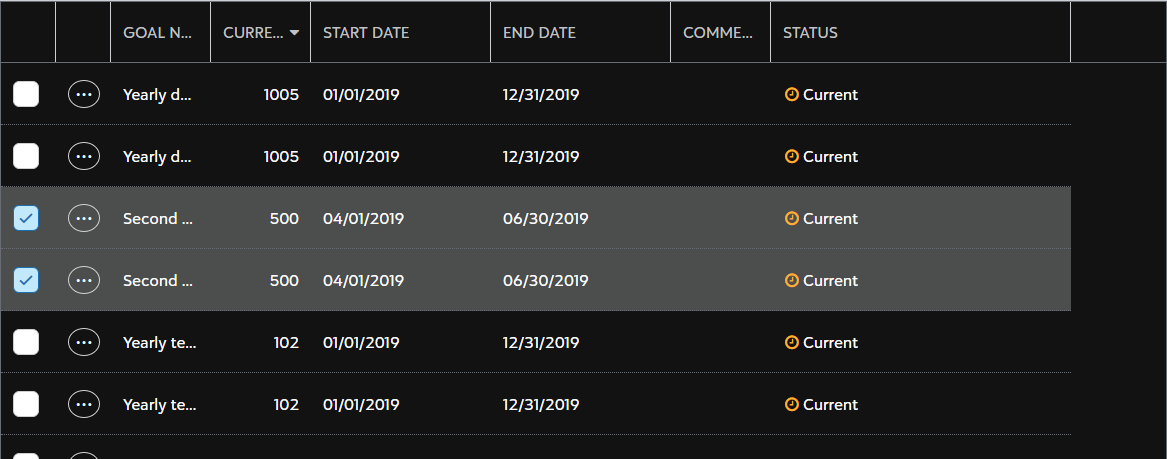 GOAL N... CURRE... START DATE END DATE COMME... STATUS
Yearly d... 1005 01/01/2019 12/31/2019 Current
Yearly d... 1005 01/01/2019 12/31/2019 Current
Second ... 500 04/01/2019 06/30/2019 Current
Second ... 500 04/01/2019 06/30/2019 Current
Yearly te... 102 01/01/2019 12/31/2019 Current
Yearly te... 102 01/01/2019 12/31/2019 Current